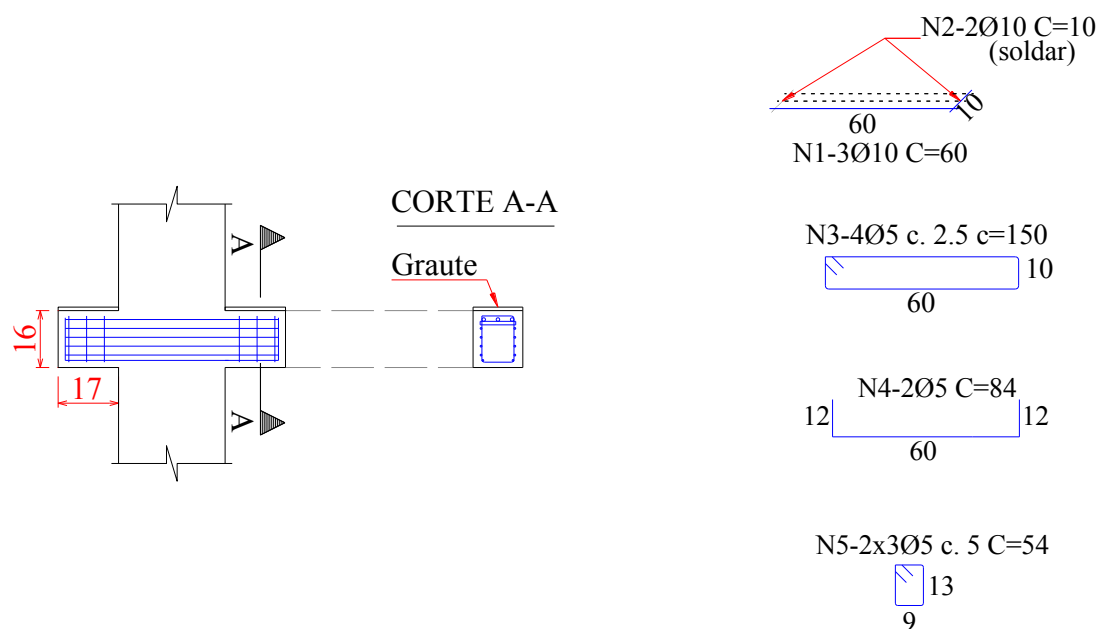 N2-2Ø10 C=10
(soldar)
10
60
N1-3Ø10 C=60
CORTE A-A
A
Graute
N3-4Ø5 c. 2.5 c=150
10
60
16
17
A
N4-2Ø5 C=84
12
12
60
N5-2x3Ø5 c. 5 C=54
13
9